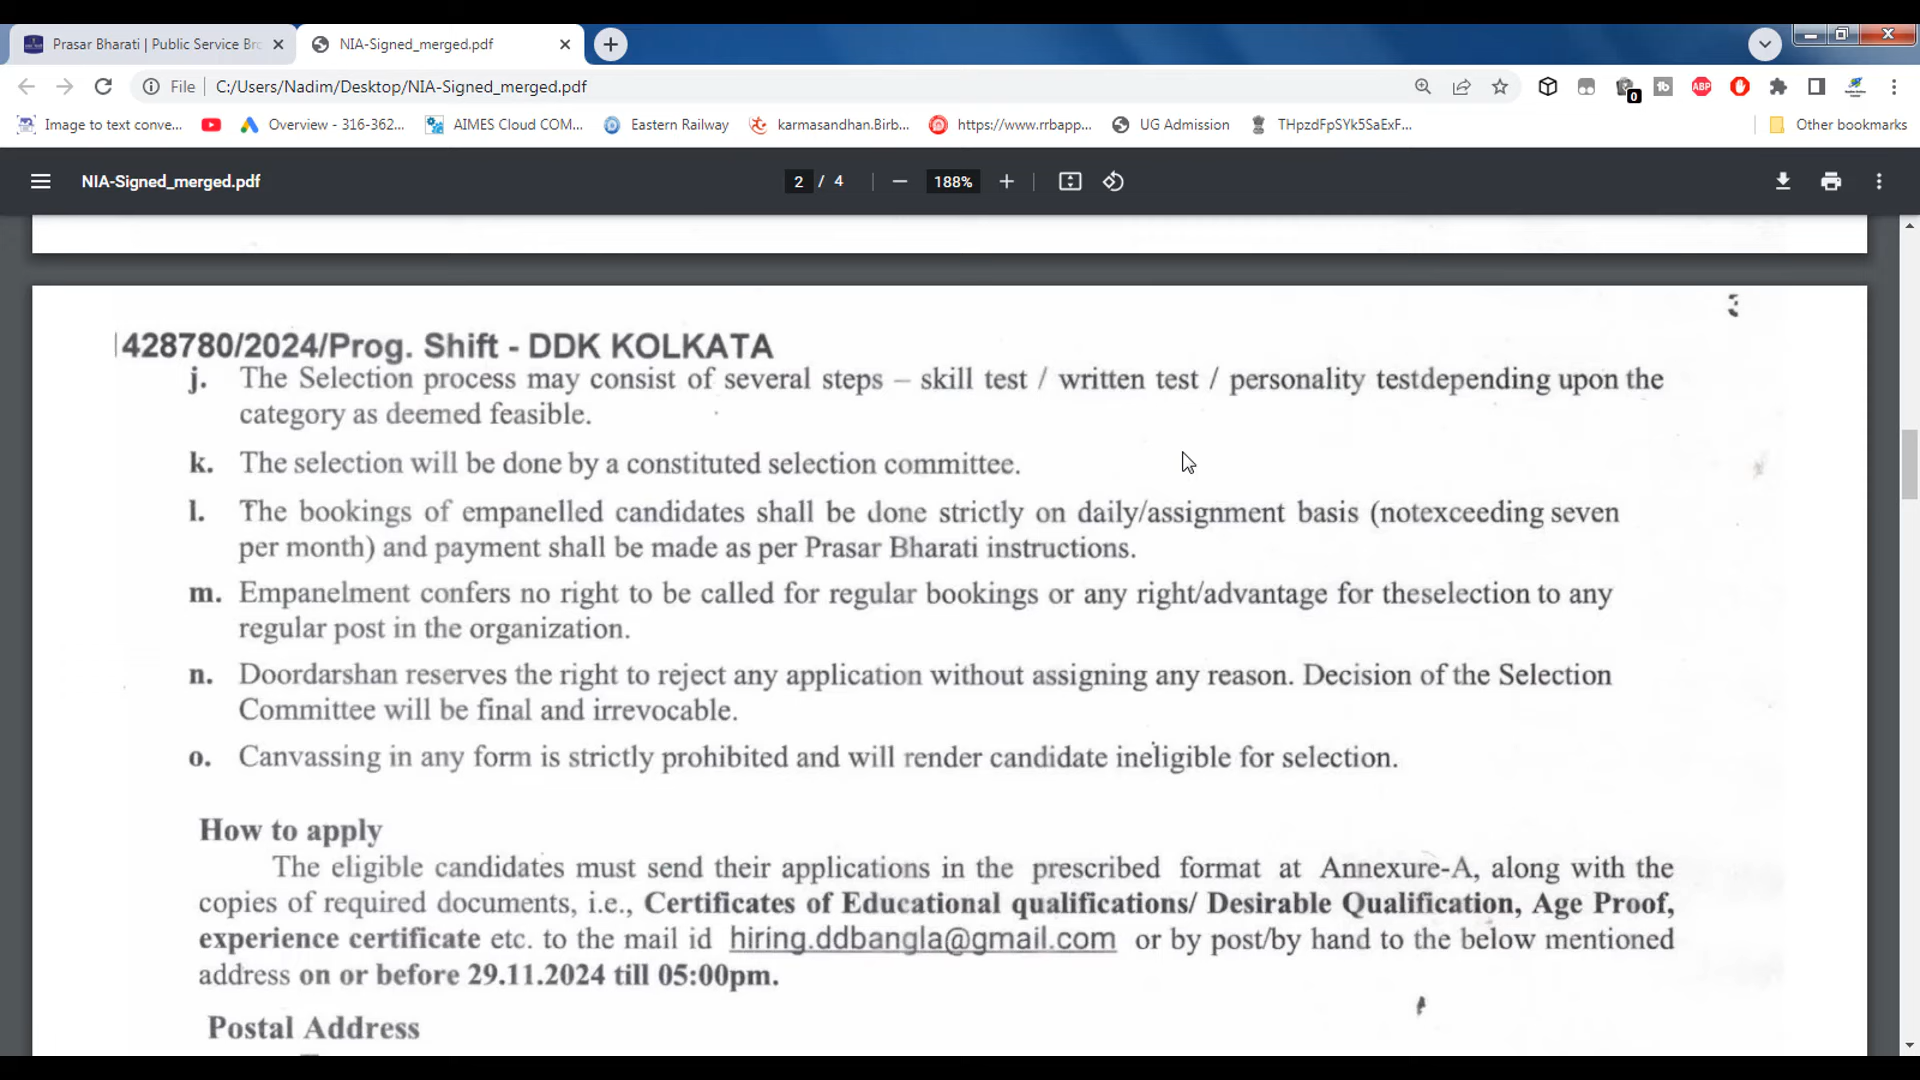 Prasar Bharati | Public Service Bro
NIA-Signed_merged.pdf
File C:/Users/Nadim/Desktop/NIA-Signed_merged.pdf
0
ABP
Image to text conve...
Overview - 316-362...
AIMES Cloud COM...
Eastern Railway
karmasandhan.Birb...
https://www.rrbapp...
UG Admission
THpzdFpSYk5SaExF...
Other bookmarks
NIA-Signed_merged.pdf
2 / 4
188%
428780/2024/Prog. Shift - DDK KOLKATA
j. The Selection process may consist of several steps – skill test / written test / personality testdepending upon the
category as deemed feasible.
k. The selection will be done by a constituted selection committee.
l. The bookings of empanelled candidates shall be done strictly on daily/assignment basis (notexceeding seven
per month) and payment shall be made as per Prasar Bharati instructions.
m. Empanelment confers no right to be called for regular bookings or any right/advantage for theselection to any
regular post in the organization.
n. Doordarshan reserves the right to reject any application without assigning any reason. Decision of the Selection
Committee will be final and irrevocable.
o. Canvassing in any form is strictly prohibited and will render candidate ineligible for selection.
How to apply
The eligible candidates must send their applications in the prescribed format at Annexure-A, along with the
copies of required documents, i.e., Certificates of Educational qualifications/ Desirable Qualification, Age Proof,
experience certificate etc. to the mail id hiring.ddbangla@gmail.com or by post/by hand to the below mentioned
address on or before 29.11.2024 till 05:00pm.
Postal Address